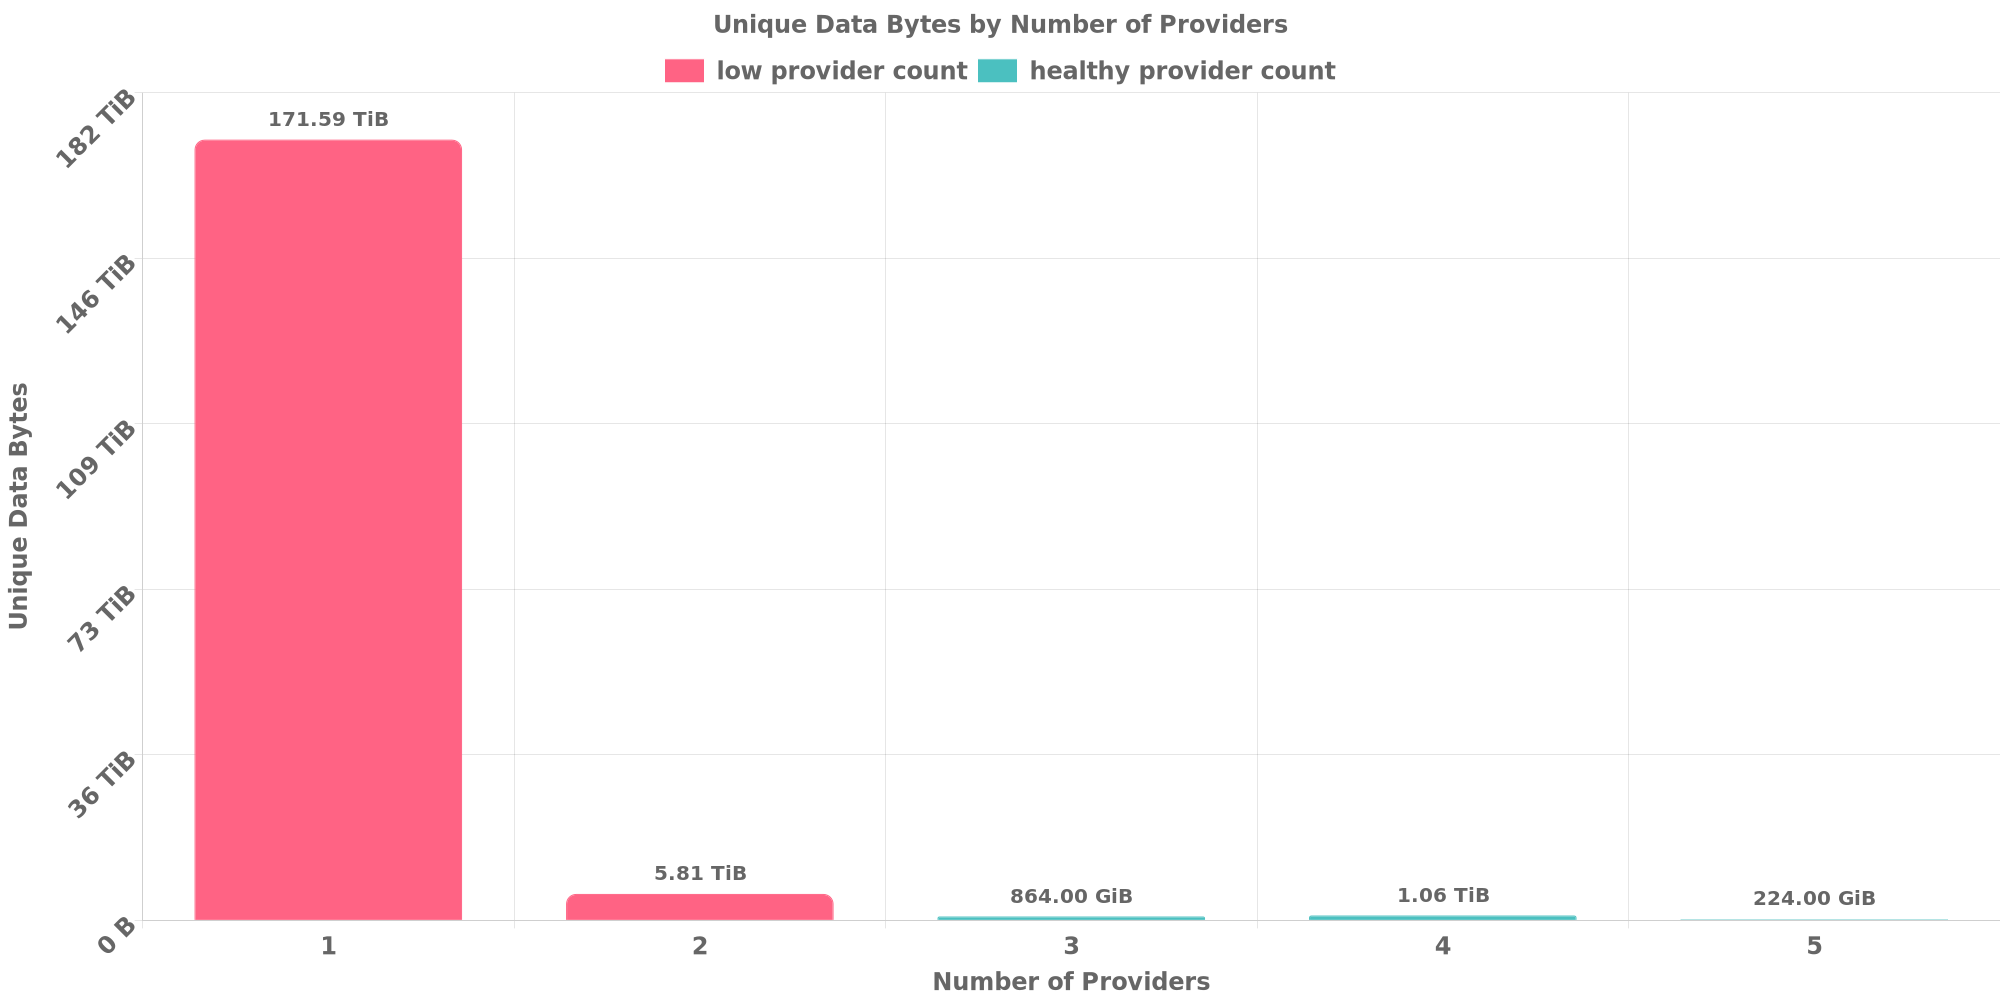 Unique Data Bytes by Number of Providers
low provider count
healthy provider count
182 TiB
146 TiB
109 TiB
73 TiB
36 TiB
0 B
Unique Data Bytes
171.59 TiB
5.81 TiB
864.00 GiB
1.06 TiB
224.00 GiB
1
2
3
4
5
Number of Providers